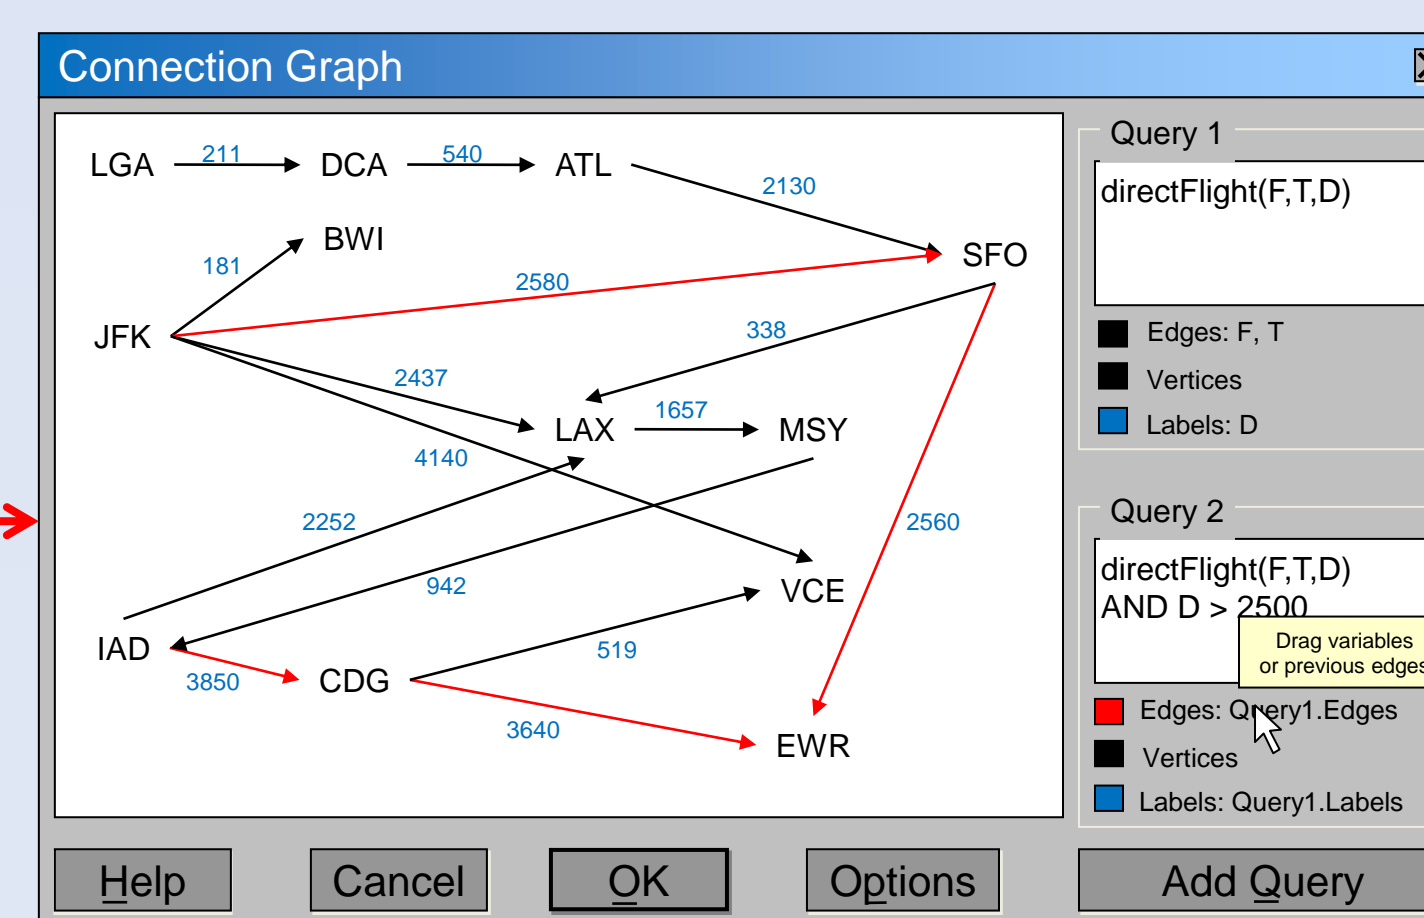 Connection Graph
LGA 211 DCA 540 ATL
2130
BWI
181
SFO
2580
JFK
338
2437
1657
LAX
MSY
4140
2252
2560
942
VCE
IAD
519
3850
CDG
3640
EWR
Query 1
directFlight(F,T,D)
Edges: F, T
Vertices
Labels: D
Query 2
directFlight(F,T,D)
AND D > 2500
Drag variables
or previous edges
Edges: Query1.Edges
Vertices
Labels: Query1.Labels
Help
Cancel
OK
Options
Add Query